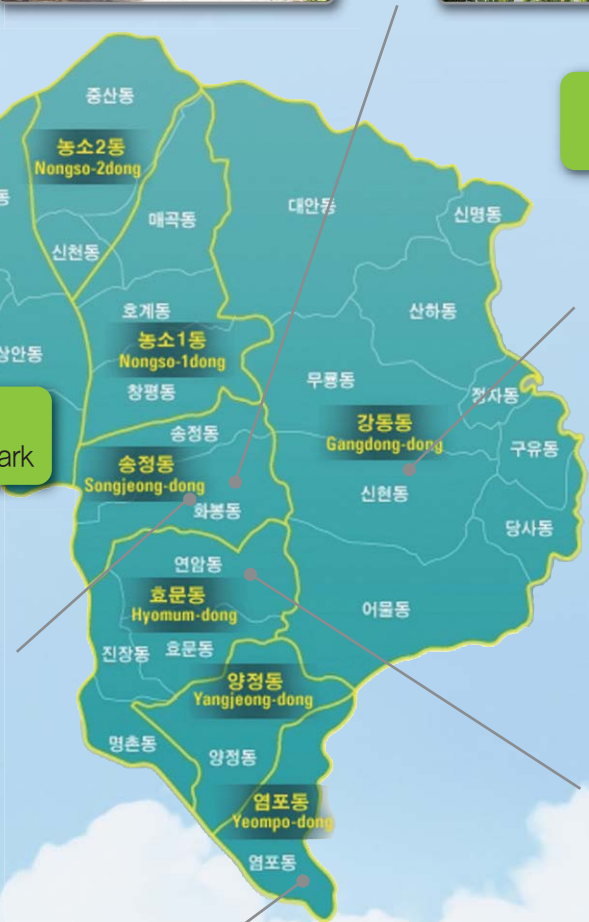 중산동
농소2동
Nongso-2dong
동
매곡동
대안동
신명동
신천동
호계동
산하동
농소1동
Nongso-1dong
상안동
무룡동
창평동
정자동
강동동
Gangdong-dong
송정동
구유동
ark
송정동
Songjeong-dong
신현동
화봉동
당사동
연암동
효문동
Hyomum-dong
어물동
진장동
효문동
양정동
Yangjeong-dong
명촌동
양정동
염포동
Yeompo-dong
염포동